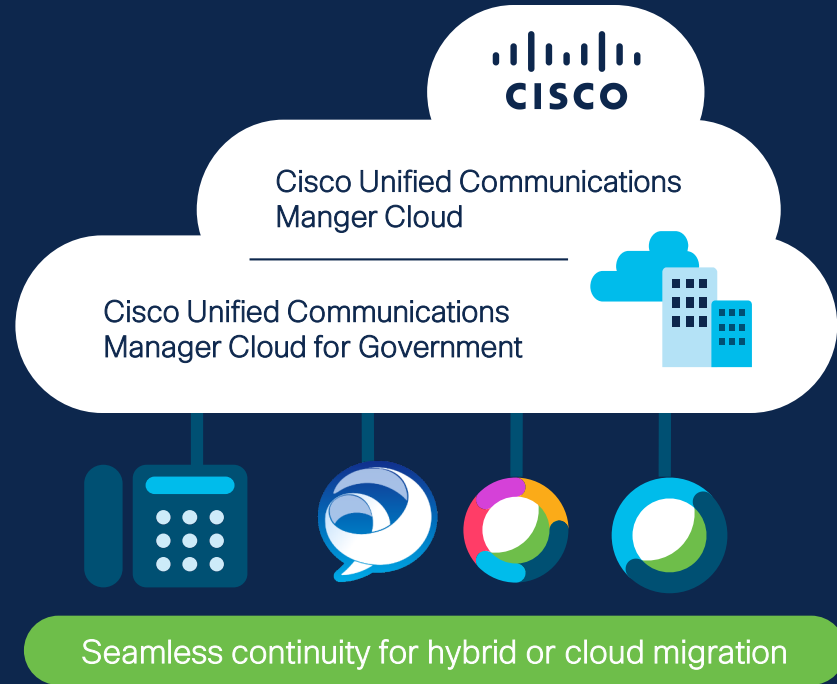 CISCO
Cisco Unified Communications
Manger Cloud
Cisco Unified Communications
Manager Cloud for Government
Seamless continuity for hybrid or cloud migration